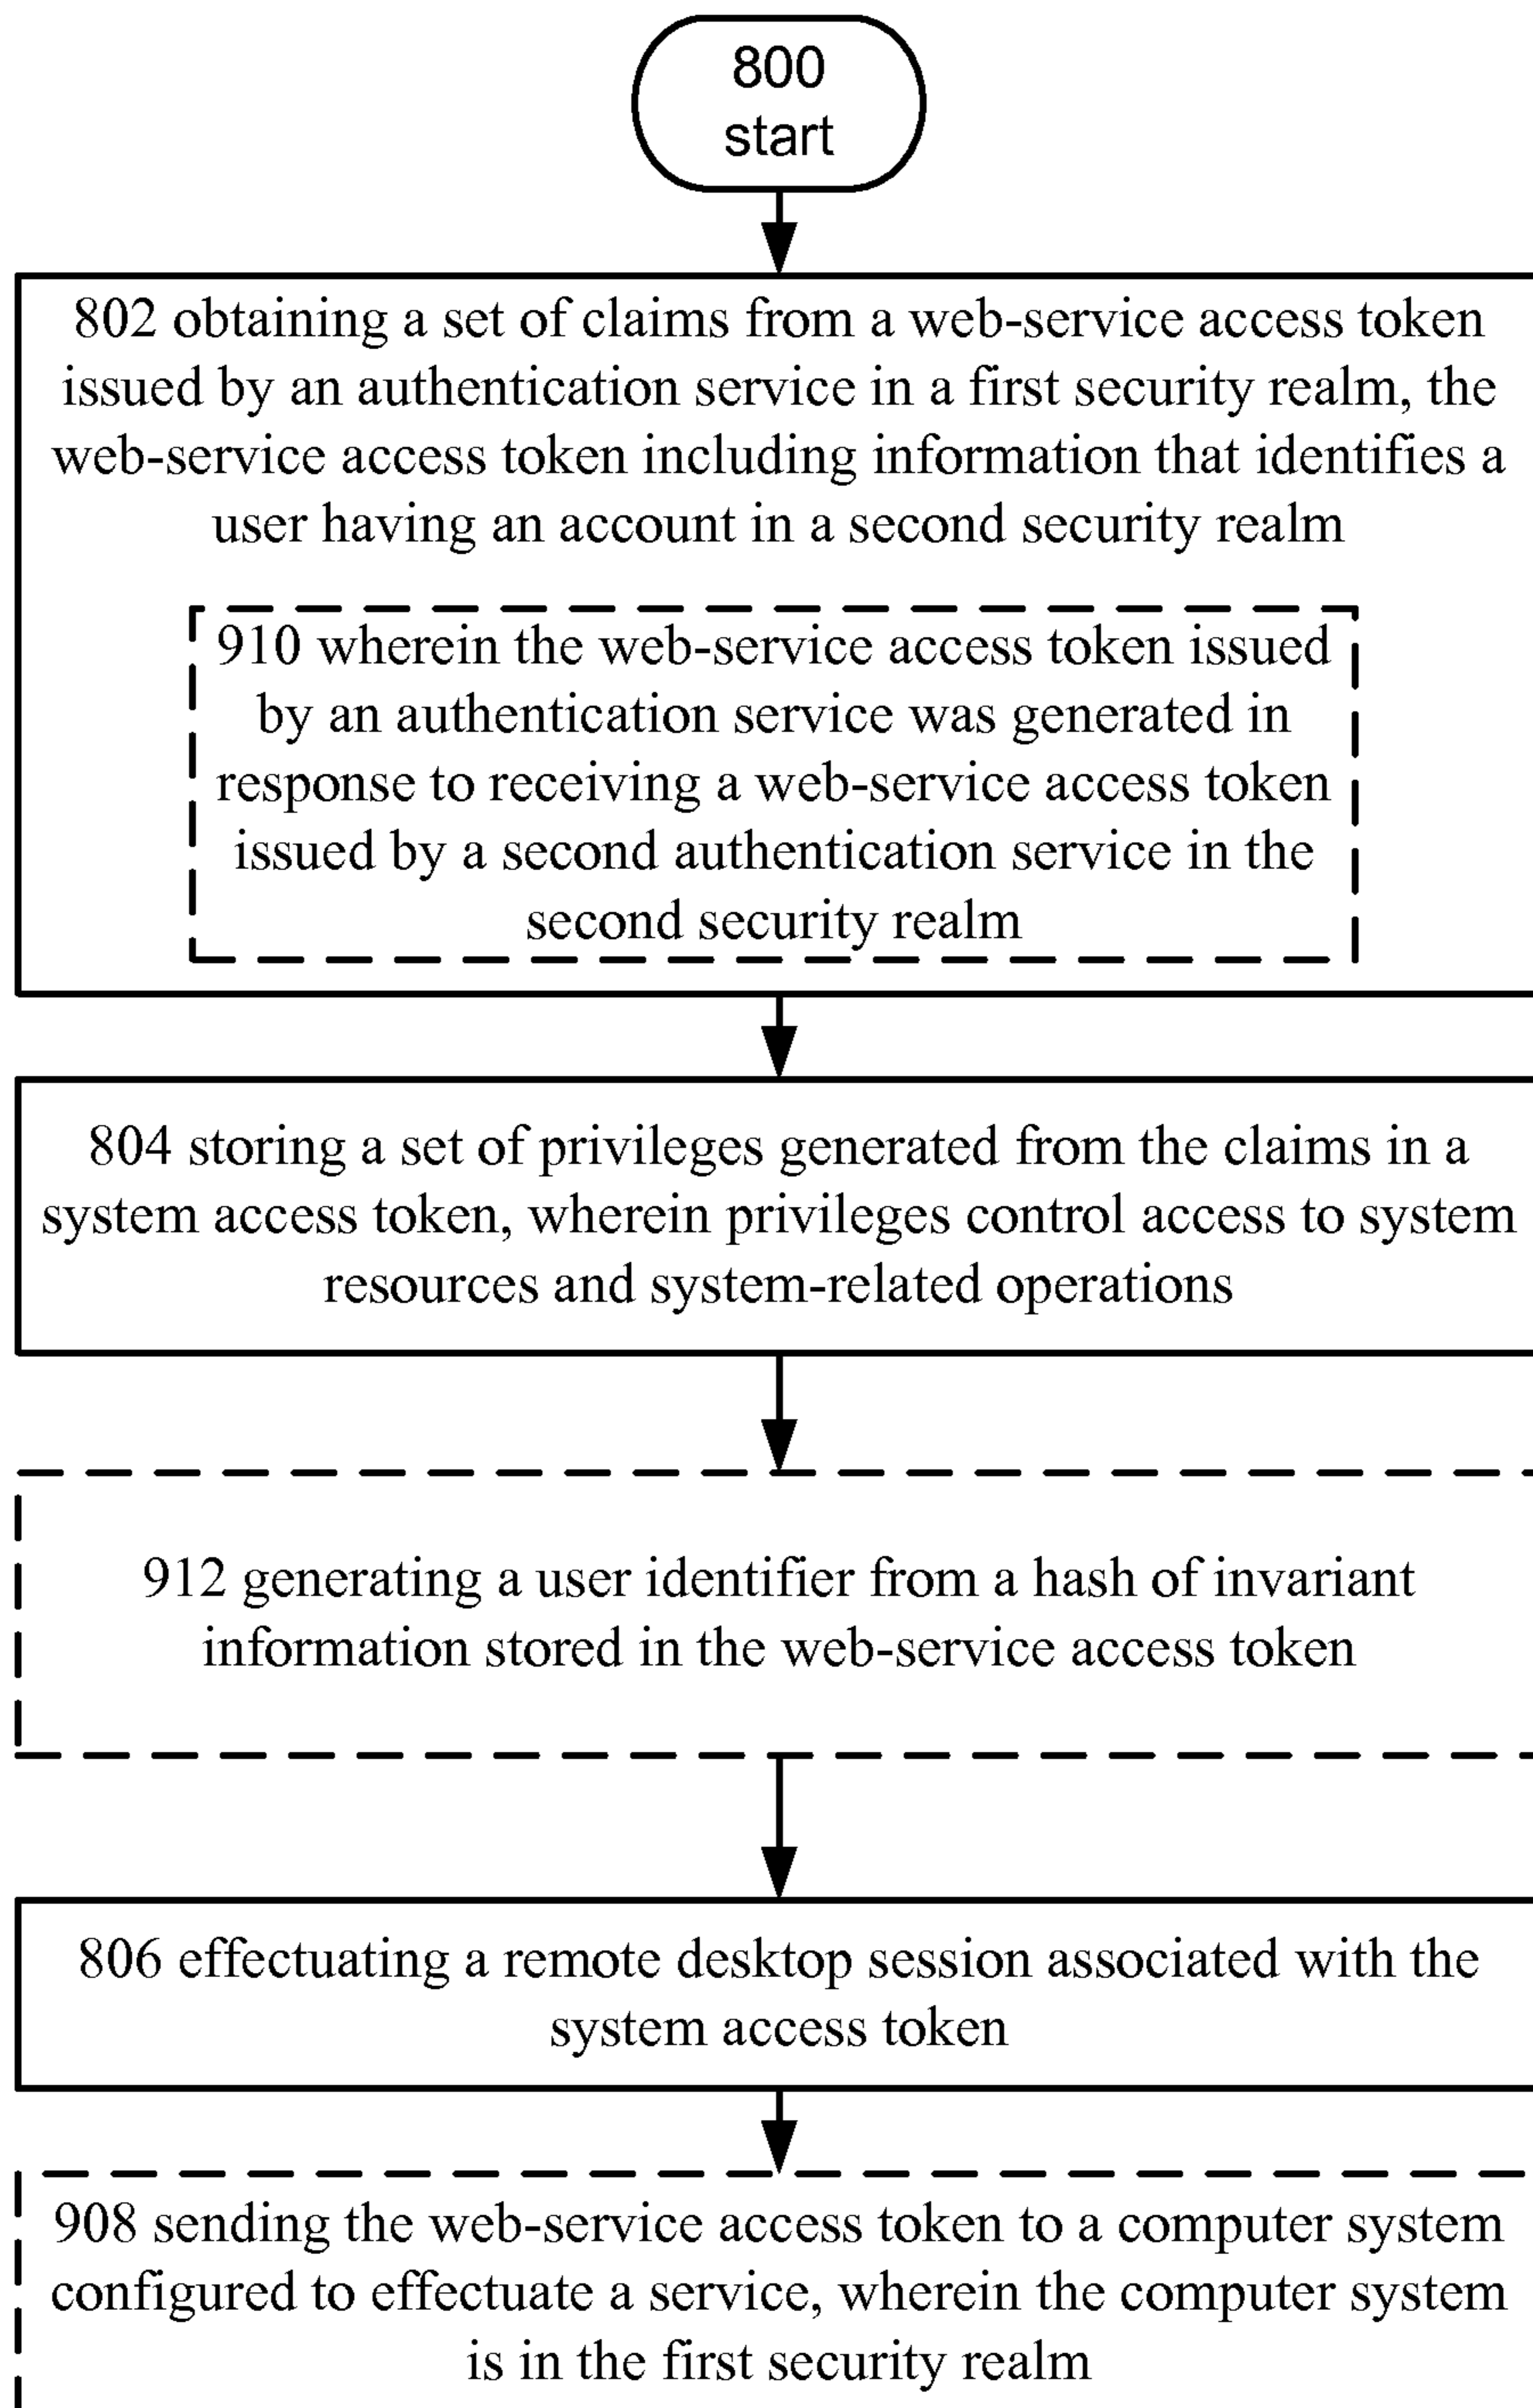 800
start
802 obtaining a set of claims from a web-service access token
issued by an authentication service in a first security realm, the
web-service access token including information that identifies a
user having an account in a second security realm
910 wherein the web-service access token issued
by an authentication service was generated in
response to receiving a web-service access token
issued by a second authentication service in the
second security realm
804 storing a set of privileges generated from the claims in a
system access token, wherein privileges control access to system
resources and system-related operations
912 generating a user identifier from a hash of invariant
information stored in the web-service access token
806 effectuating a remote desktop session associated with the
system access token
908 sending the web-service access token to a computer system
configured to effectuate a service, wherein the computer system
is in the first security realm